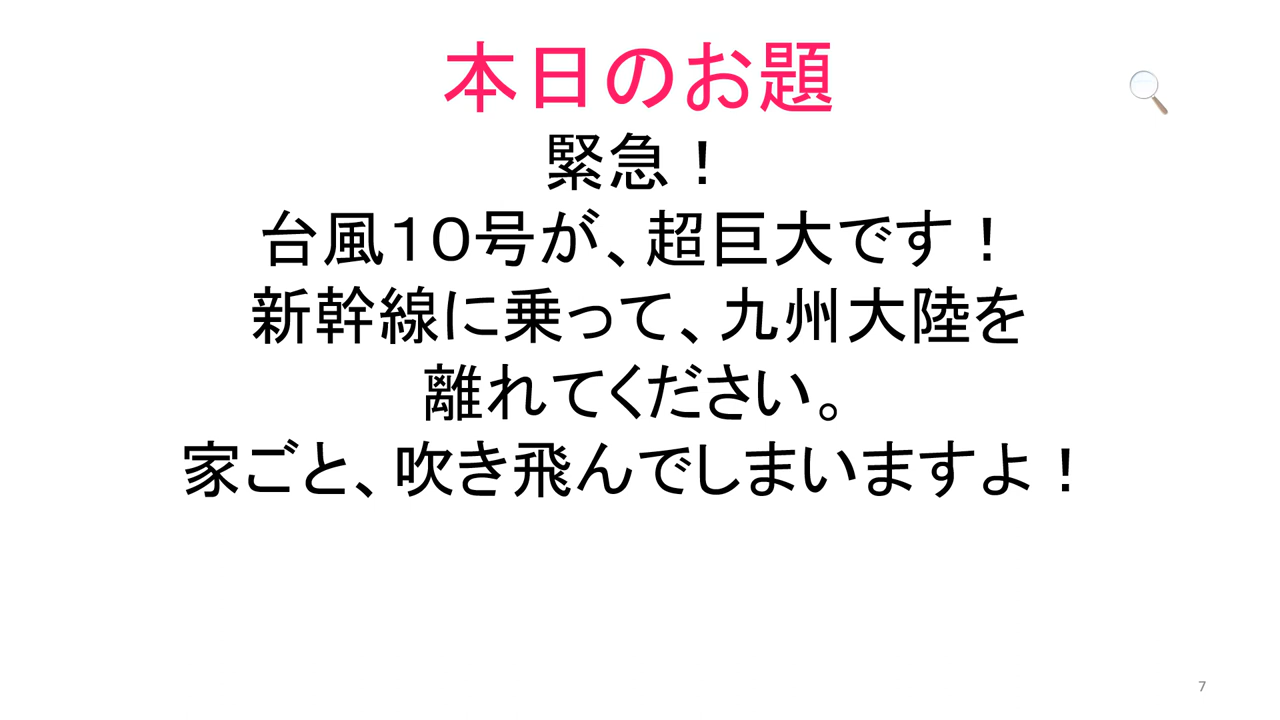 本日のお題
緊急！
台風１０号が、超巨大です！
新幹線に乗って、九州大陸を
離れてください。
家ごと、吹き飛んでしまいますよ！
7